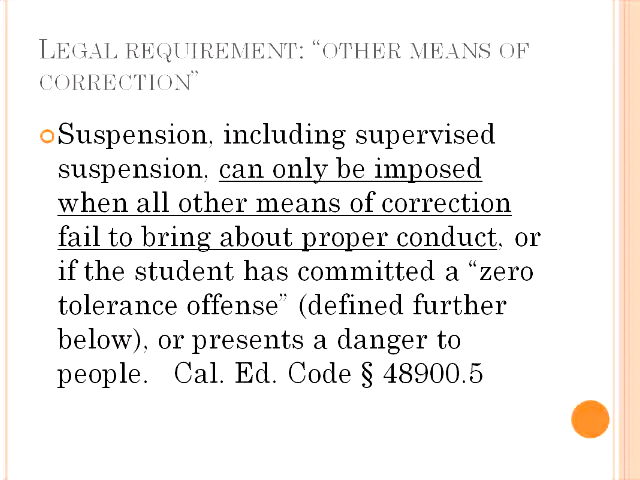 LEGAL REQUIREMENT: “OTHER MEANS OF
CORRECTION”
Suspension, including supervised
suspension, can only be imposed
when all other means of correction
fail to bring about proper conduct, or
if the student has committed a “zero
tolerance offense” (defined further
below), or presents a danger to
people.   Cal. Ed. Code § 48900.5